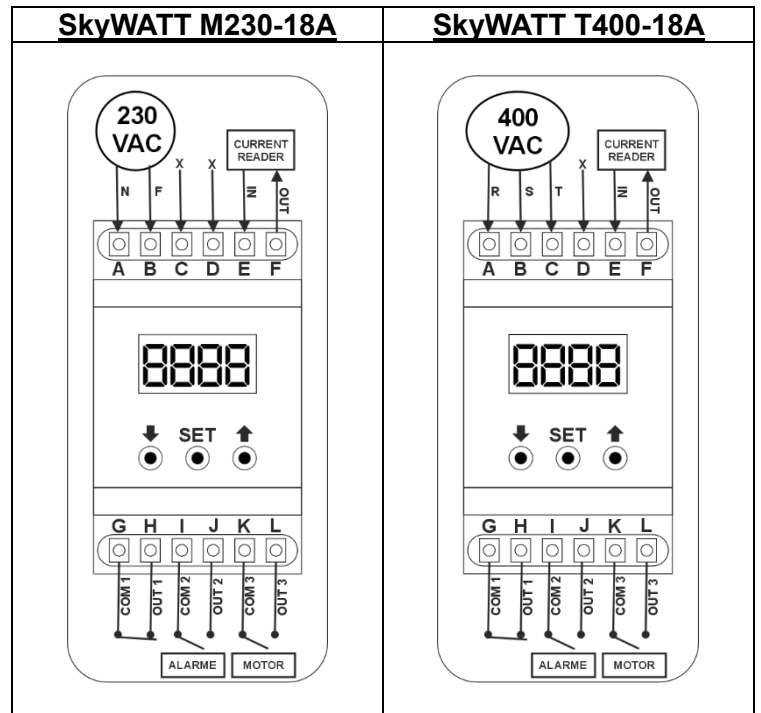 SkyWATT M230-18A
230
VAC
CURRENT
READER
X X
N F IN OUT
A B C D E F
8888
SET
G H I J K L
COM 1 OUT 1 COM 2 OUT 2 COM 3 OUT 3
ALARME MOTOR
SkyWATT T400-18A
400
VAC
CURRENT
READER
X
R S T IN OUT
A B C D E F
8888
SET
G H I J K L
COM 1 OUT 1 COM 2 OUT 2 COM 3 OUT 3
ALARME MOTOR